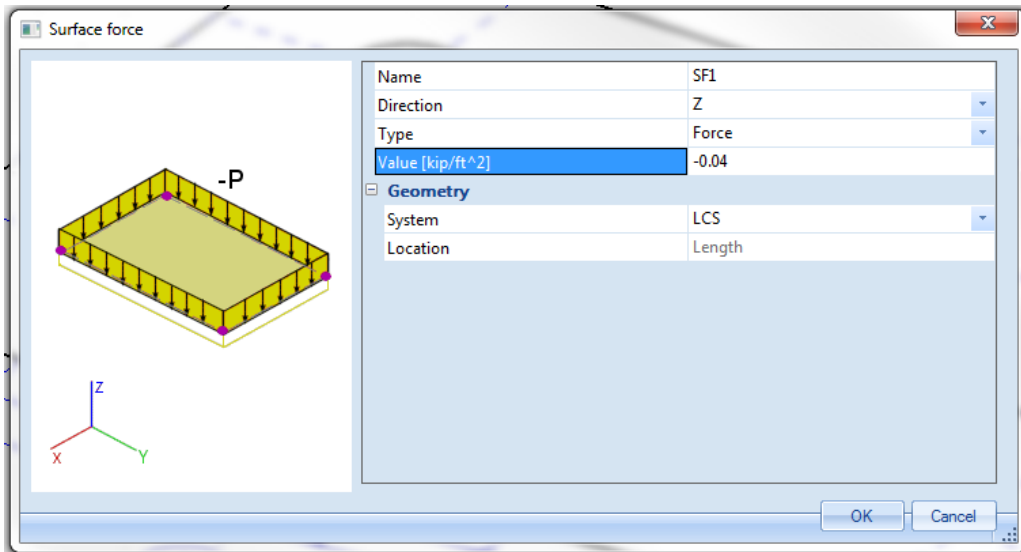 Surface force
Name SF1
Direction Z
Type Force
Value [kip/ft^2] -0.04
Geometry
System LCS
Location Length
-P
Z
X
Y
OK Cancel